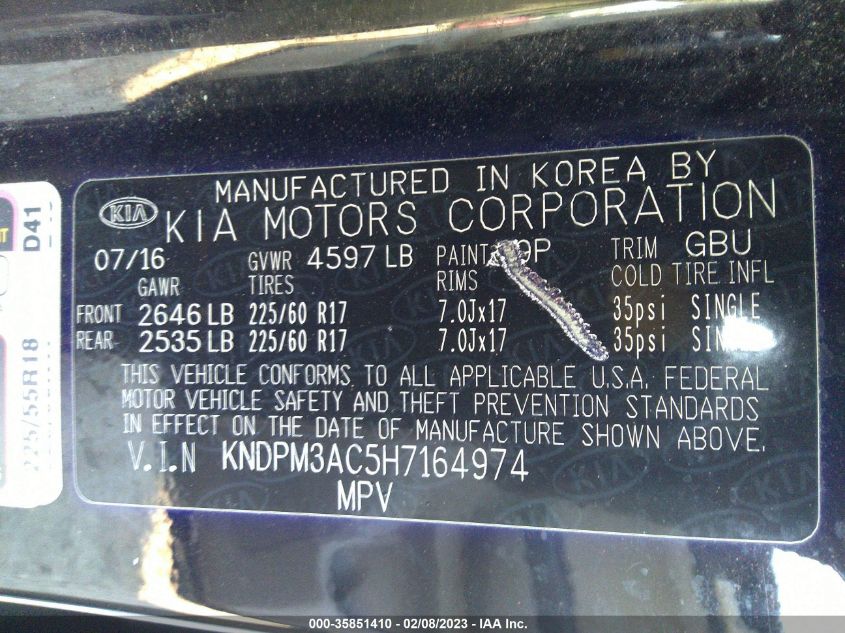 MANUFACTURED IN KOREA BY
KIA KIA MOTORS CORPORATION
07/16 GVWR 4597 LB PAINT TRIM GBU
GAWR TIRES RIMS COLD TIRE INFL
FRONT 2646 LB 225/60 R17 7.0Jx17 35psi SINGLE
REAR 2535 LB 225/60 R17 7.0Jx17 35psi
THIS VEHICLE CONFORMS TO ALL APPLICABLE U.S.A. FEDERAL
MOTOR VEHICLE SAFETY AND THEFT PREVENTION STANDARDS
IN EFFECT ON THE DATE OF MANUFACTURE SHOWN ABOVE.
V.I.N KNDPM3AC5H7164974
MPV
D41
225/55R18
000-35851410 — 02/08/2023 — IAA Inc.